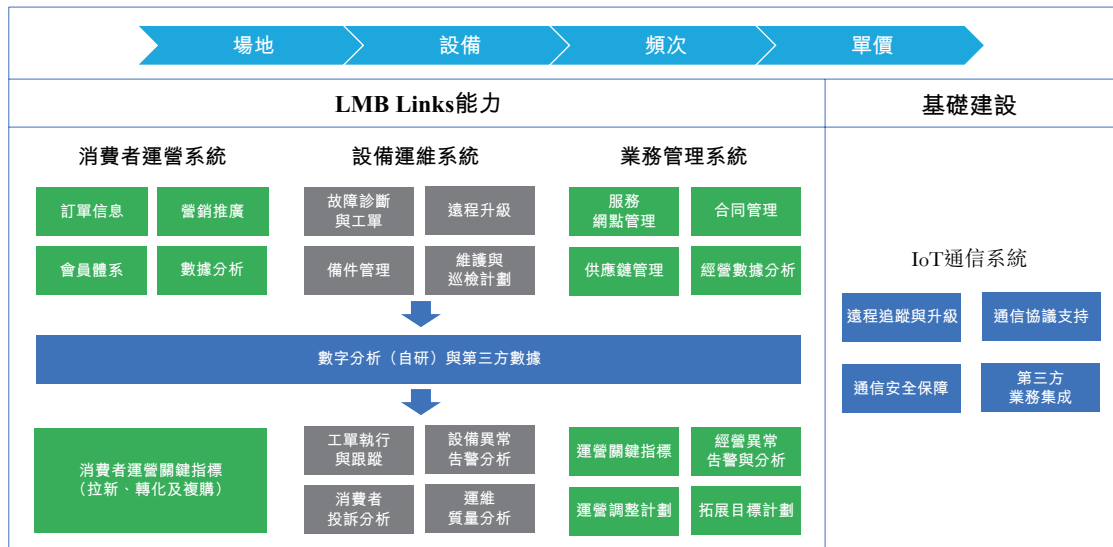 場地
設備
頻次
單價
LMB Links能力
基礎建設
消費者運營系統
設備運維系統
業務管理系統
訂單信息
營銷推廣
會員體系
數據分析
故障診斷
與工單
遠程升級
備件管理
維護與
巡檢計劃
服務
網點管理
合同管理
供應鏈管理
經營數據分析
數字分析（自研）與第三方數據
消費者運營關鍵指標
（拉新、轉化及複購）
工單執行
與跟蹤
設備異常
告警分析
消費者
投訴分析
運維
質量分析
運營關鍵指標
經營異常
告警與分析
運營調整計劃
拓展目標計劃
IoT通信系統
遠程追蹤與升級
通信協議支持
通信安全保障
第三方
業務集成